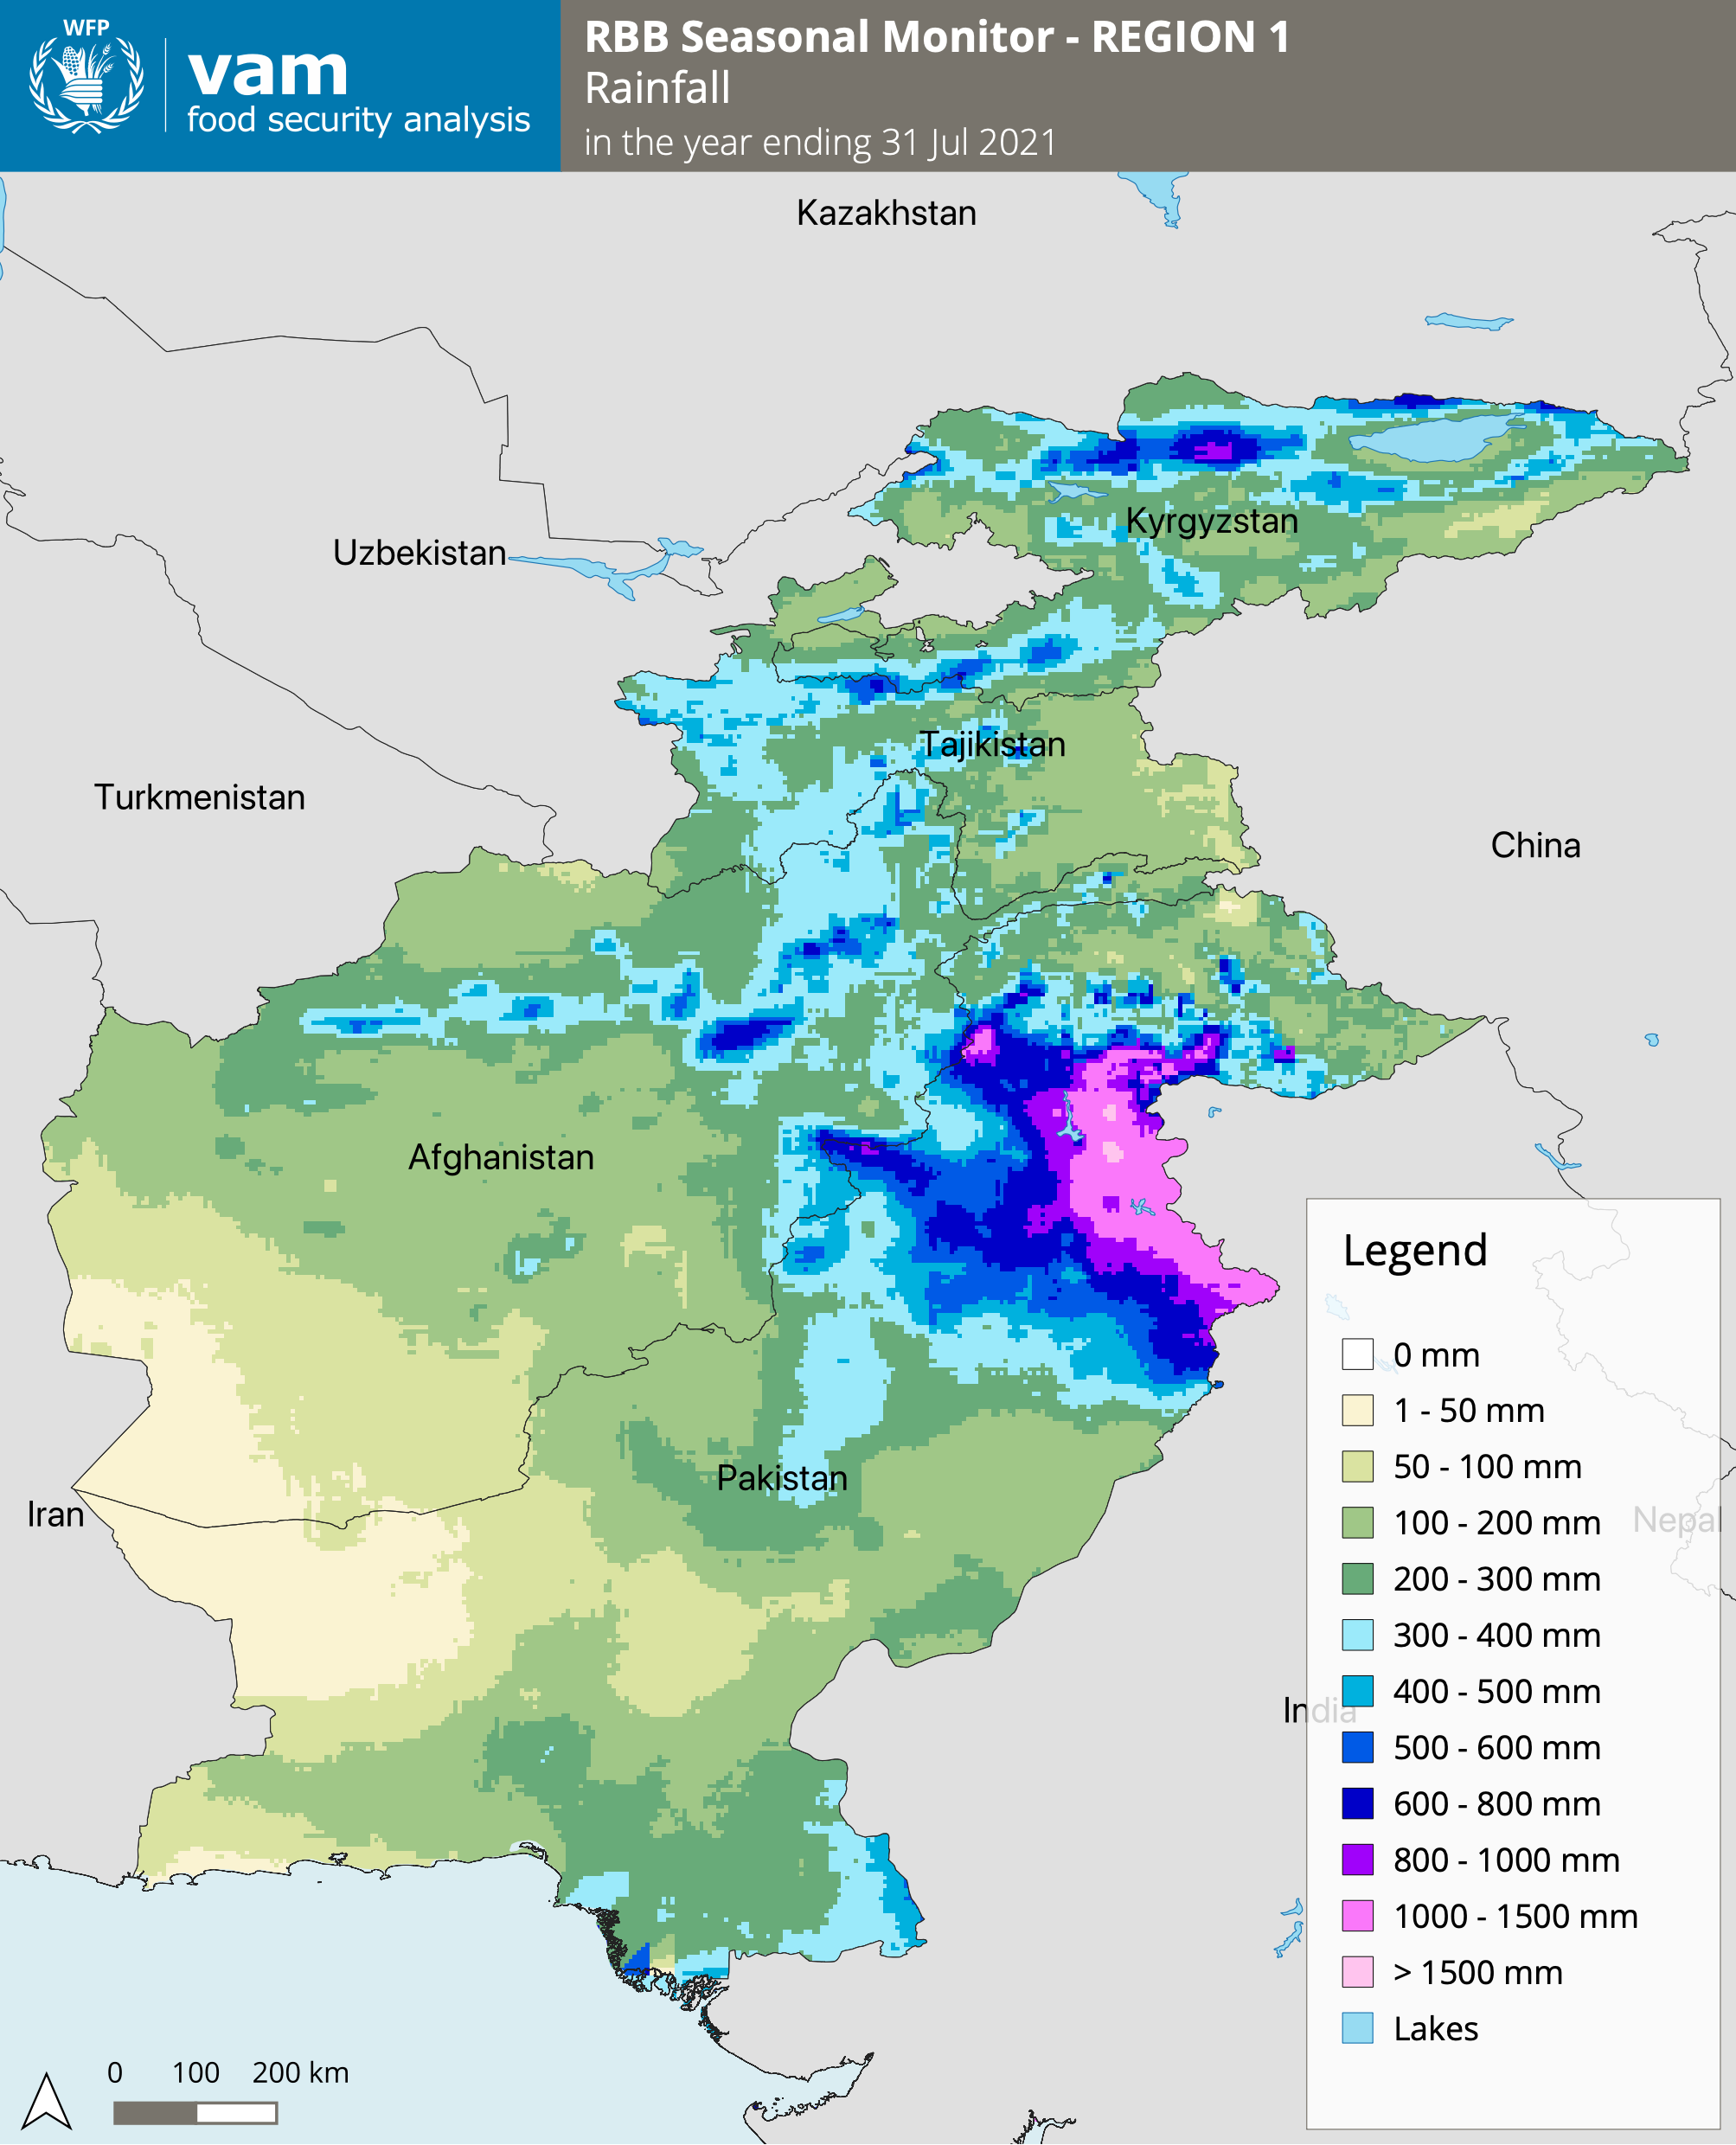 WFP
vam
food security analysis
RBB Seasonal Monitor - REGION 1
Rainfall
in the year ending 31 Jul 2021
Kazakhstan
Kyrgyzstan
Uzbekistan
Tajikistan
Turkmenistan
China
Afghanistan
Pakistan
Iran
Nepal
India
Legend
0 mm
1 - 50 mm
50 - 100 mm
100 - 200 mm
200 - 300 mm
300 - 400 mm
400 - 500 mm
500 - 600 mm
600 - 800 mm
800 - 1000 mm
1000 - 1500 mm
> 1500 mm
Lakes
0 100 200 km